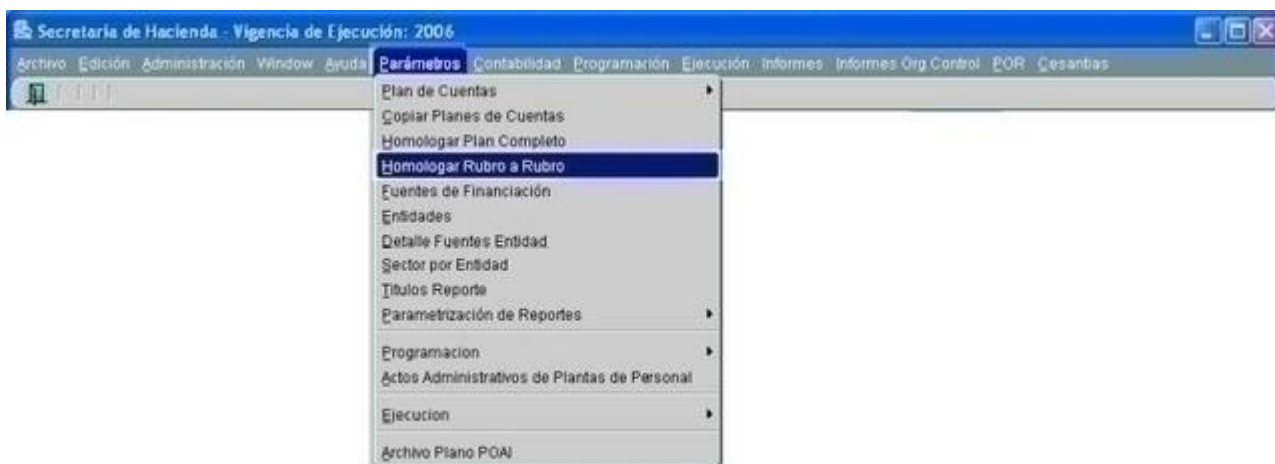 Secretaría de Hacienda - Vigencia de Ejecución: 2006
Archivo Edición Administración Window Ayuda Parámetros Contabilidad Programación Ejecución Informes Informes Org.Control POR Cesantias
Plan de Cuentas
Copiar Planes de Cuentas
Homologar Plan Completo
Homologar Rubro a Rubro
Fuentes de Financiación
Entidades
Detalle Fuentes Entidad
Sector por Entidad
Titulos Reporte
Parametrización de Reportes
Programacion
Actos Administrativos de Plantas de Personal
Ejecucion
Archivo Plano POAI